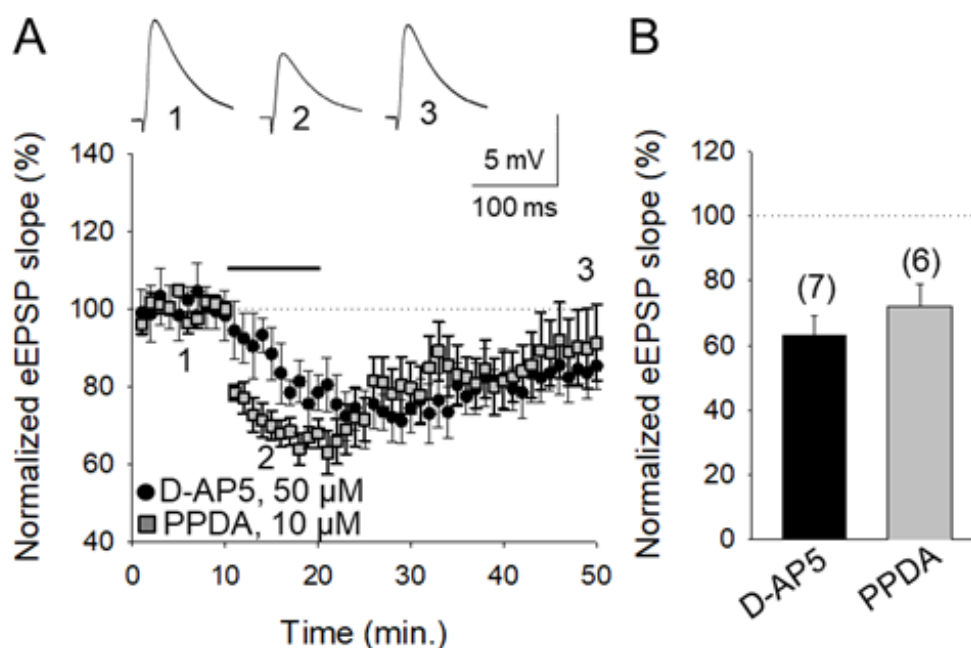 A
1
2
3
5 mV
100 ms
Normalized eEPSP slope (%)
140
120
100
80
60
40
1
2
3
D-AP5, 50 µM
PPDA, 10 µM
0
10
20
30
40
50
Time (min.)
B
Normalized eEPSP slope (%)
120
100
80
60
40
20
0
(7)
(6)
D-AP5
PPDA